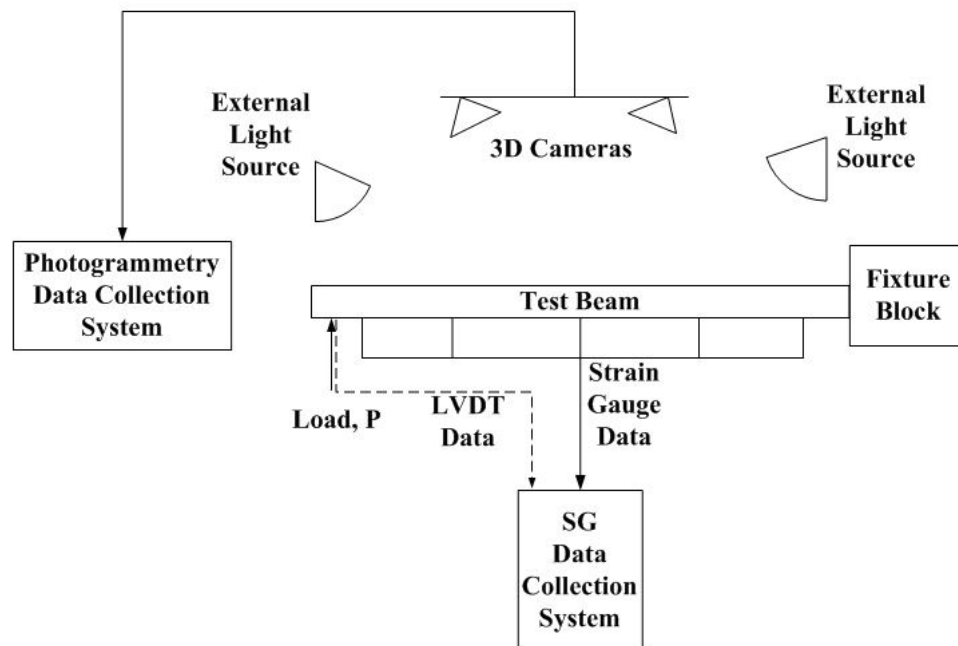 External
Light
Source
3D Cameras
External
Light
Source
Photogrammetry
Data Collection
System
Test Beam
Fixture
Block
Load, P
LVDT
Data
Strain
Gauge
Data
SG
Data
Collection
System